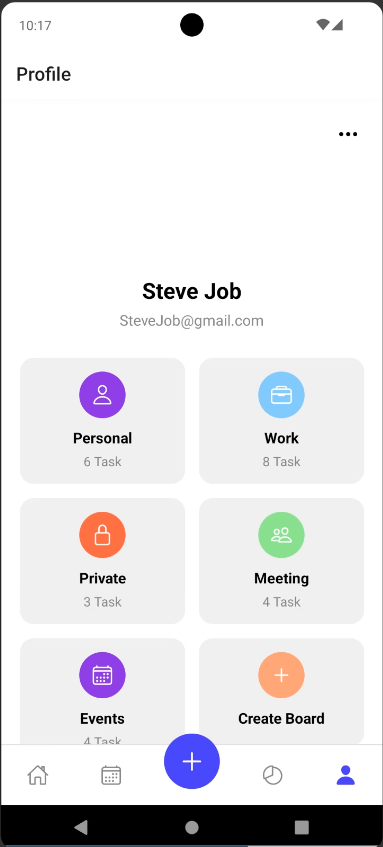 10:17
Profile
Steve Job
SteveJob@gmail.com
Personal
6 Task
Work
8 Task
Private
3 Task
Meeting
4 Task
Events
4 Task
Create Board